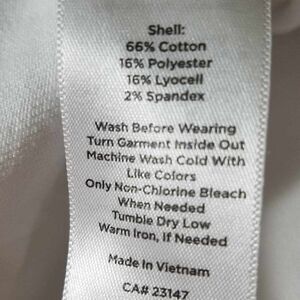 Shell:
66% Cotton
16% Polyester
16% Lyocell
2% Spandex
Wash Before Wearing
Turn Garment Inside Out
Machine Wash Cold With
Like Colors
Only Non-Chlorine Bleach
When Needed
Tumble Dry Low
Warm Iron, if Needed
Made in Vietnam
CA# 23147